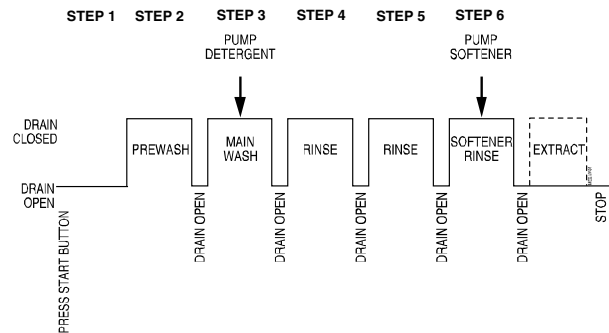 STEP 1 STEP 2 STEP 3 STEP 4 STEP 5 STEP 6
PUMP
DETERGENT
PUMP
SOFTENER
DRAIN
CLOSED
PREWASH
MAIN
WASH
RINSE
RINSE
SOFTENER
RINSE
EXTRACT
DRAIN
OPEN
PRESS START BUTTON
DRAIN OPEN
DRAIN OPEN
DRAIN OPEN
DRAIN OPEN
DRAIN OPEN
STOP